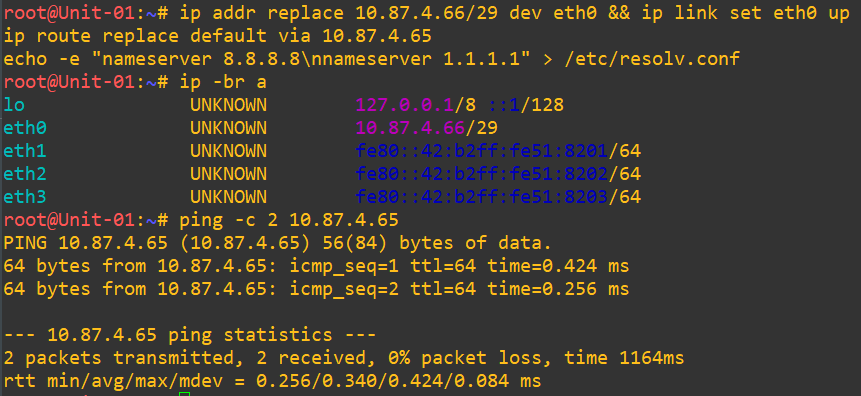 root@Unit-01:~# ip addr replace 10.87.4.66/29 dev eth0 && ip link set eth0 up
ip route replace default via 10.87.4.65
echo -e "nameserver 8.8.8.8\nnameserver 1.1.1.1" > /etc/resolv.conf
root@Unit-01:~# ip -br a
lo               UNKNOWN        127.0.0.1/8 ::1/128
eth0             UNKNOWN        10.87.4.66/29
eth1             UNKNOWN        fe80::42:b2ff:fe51:8201/64
eth2             UNKNOWN        fe80::42:b2ff:fe51:8202/64
eth3             UNKNOWN        fe80::42:b2ff:fe51:8203/64
root@Unit-01:~# ping -c 2 10.87.4.65
PING 10.87.4.65 (10.87.4.65) 56(84) bytes of data.
64 bytes from 10.87.4.65: icmp_seq=1 ttl=64 time=0.424 ms
64 bytes from 10.87.4.65: icmp_seq=2 ttl=64 time=0.256 ms

--- 10.87.4.65 ping statistics ---
2 packets transmitted, 2 received, 0% packet loss, time 1164ms
rtt min/avg/max/mdev = 0.256/0.340/0.424/0.084 ms